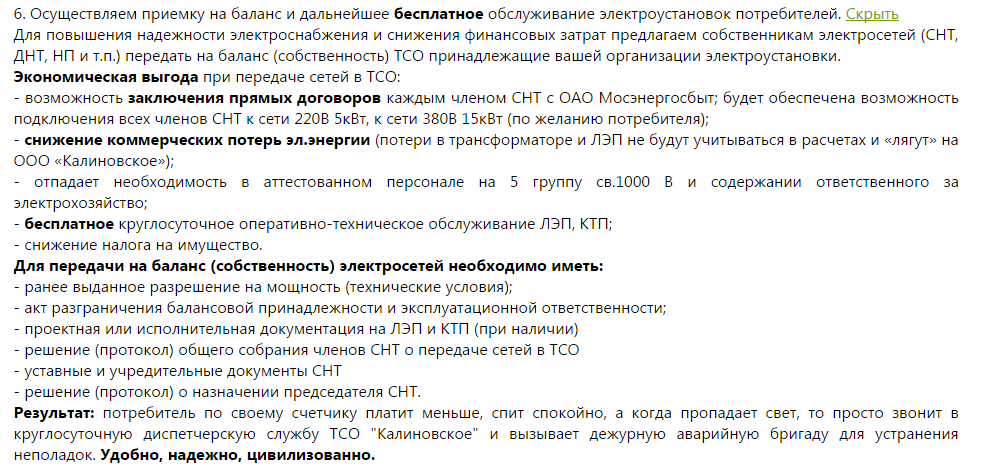 6. Осуществляем приемку на баланс и дальнейшее бесплатное обслуживание электроустановок потребителей. Скрыть
Для повышения надежности электроснабжения и снижения финансовых затрат предлагаем собственникам электросетей (СНТ,
ДНТ, НП и т.п.) передать на баланс (собственность) ТСО принадлежащие вашей организации электроустановки.
Экономическая выгода при передаче сетей в ТСО:
- возможность заключения прямых договоров каждым членом СНТ с ОАО Мосэнергосбыт; будет обеспечена возможность
подключения всех членов СНТ к сети 220В 5кВт, к сети 380В 15кВт (по желанию потребителя);
- снижение коммерческих потерь эл.энергии (потери в трансформаторе и ЛЭП не будут учитываться в расчетах и «лягут» на
ООО «Калиновское»);
- отпадает необходимость в аттестованном персонале на 5 группу св.1000 В и содержании ответственного за
электрохозяйство;
- бесплатное круглосуточное оперативно-техническое обслуживание ЛЭП, КТП;
- снижение налога на имущество.
Для передачи на баланс (собственность) электросетей необходимо иметь:
- ранее выданное разрешение на мощность (технические условия);
- акт разграничения балансовой принадлежности и эксплуатационной ответственности;
- проектная или исполнительная документация на ЛЭП и КТП (при наличии)
- решение (протокол) общего собрания членов СНТ о передаче сетей в ТСО
- уставные и учредительные документы СНТ
- решение (протокол) о назначении председателя СНТ.
Результат: потребитель по своему счетчику платит меньше, спит спокойно, а когда пропадает свет, то просто звонит в
круглосуточную диспетчерскую службу ТСО "Калиновское" и вызывает дежурную аварийную бригаду для устранения
неполадок. Удобно, надежно, цивилизованно.